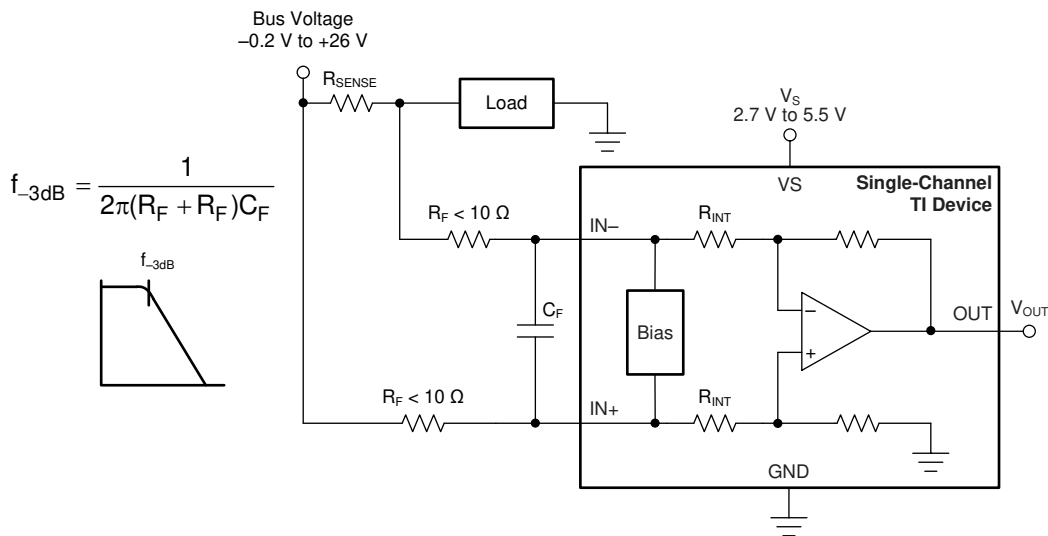 Bus Voltage
–0.2 V to +26 V
R_SENSE
Load
V_S
2.7 V to 5.5 V
VS
Single-Channel
TI Device
f_–3dB = 1 / 2π(R_F + R_F)C_F
R_F < 10 Ω
IN–
R_INT
f_–3dB
C_F
Bias
–
+
OUT
V_OUT
R_F < 10 Ω
IN+
R_INT
GND